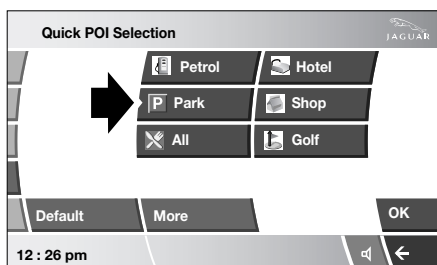 Quick POI Selection
JAGUAR
Petrol Hotel
P Park Shop
All Golf
Default More OK
12 : 26 pm